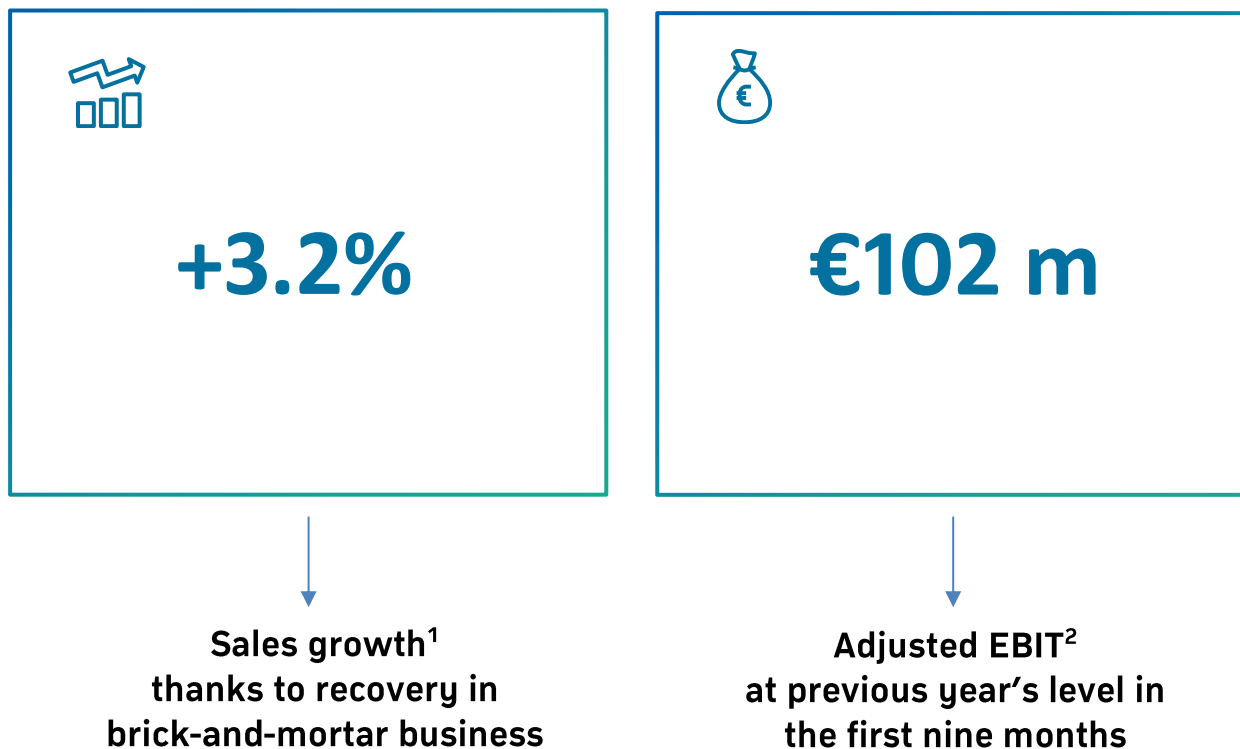 +3.2%
Sales growth¹
thanks to recovery in
brick-and-mortar business
€
€102 m
Adjusted EBIT²
at previous year’s level in
the first nine months